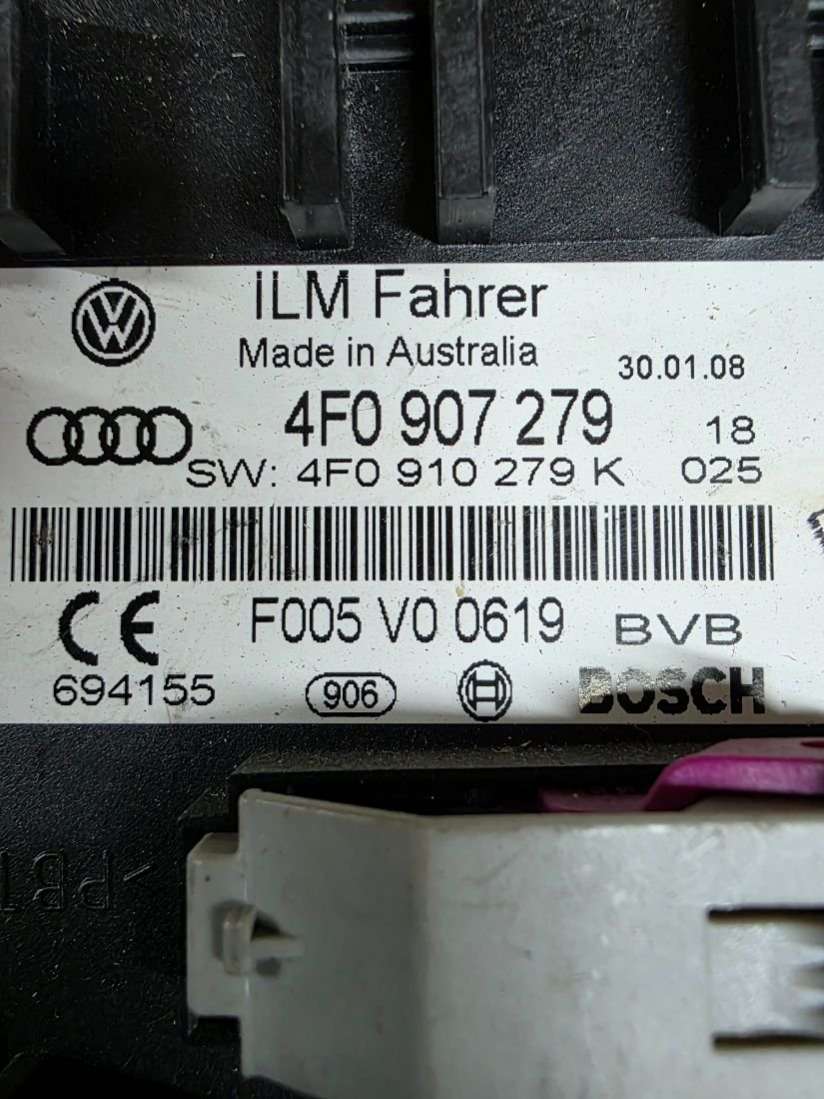 ILM Fahrer
Made in Australia
30.01.08
4F0 907 279
18
SW: 4F0 910 279 K
025
CE
F005 V0 0619
BVB
694155
906
BOSCH